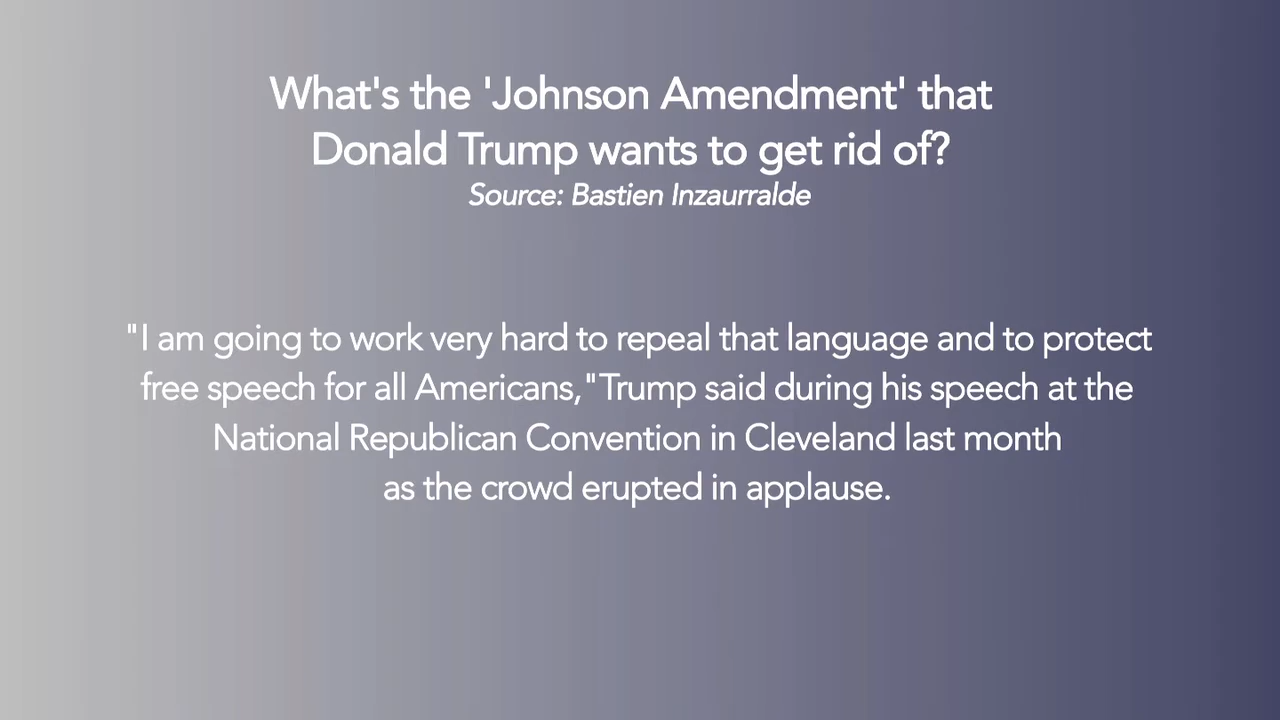 What's the 'Johnson Amendment' that
Donald Trump wants to get rid of?
Source: Bastien Inzaurralde
"I am going to work very hard to repeal that language and to protect
free speech for all Americans,"Trump said during his speech at the
National Republican Convention in Cleveland last month
as the crowd erupted in applause.